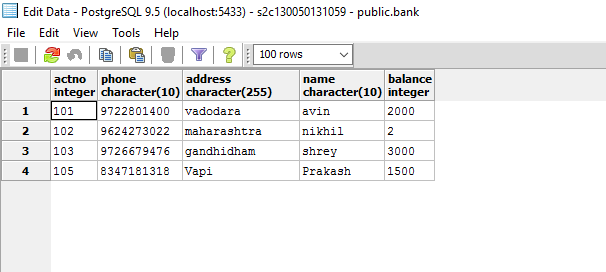 Edit Data - PostgreSQL 9.5 (localhost:5433) - s2c130050131059 - public.bank
File Edit View Tools Help
100 rows
actno phone address name balance
integer character(10) character(255) character(10) integer
1 101 9722801400 vadodara avin 2000
2 102 9624273022 maharashtra nikhil 2
3 103 9726679476 gandhidham shrey 3000
4 105 8347181318 Vapi Prakash 1500